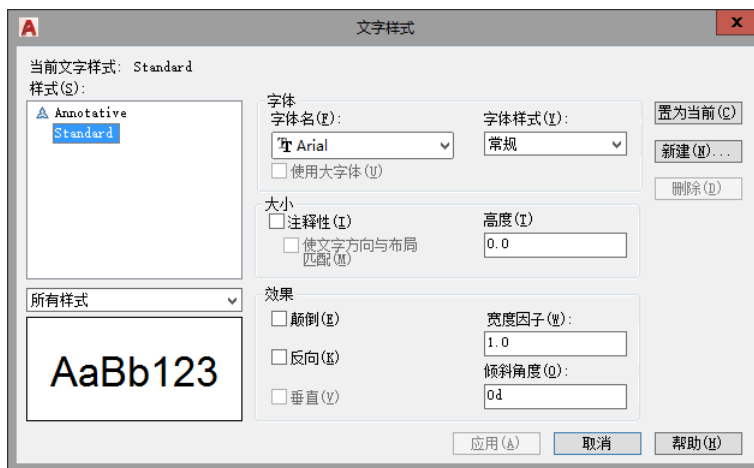 文字样式
当前文字样式: Standard
样式(S):
Annotative
Standard
所有样式
AaBb123
字体
字体名(F):
Arial
使用大字体(U)
字体样式(Y):
常规
大小
注释性(I)
使文字方向与布局
匹配(M)
高度(T)
0.0
效果
颠倒(E)
反向(K)
垂直(V)
宽度因子(W):
1.0
倾斜角度(O):
0d
置为当前(C)
新建(N)...
删除(D)
应用(A)
取消
帮助(H)